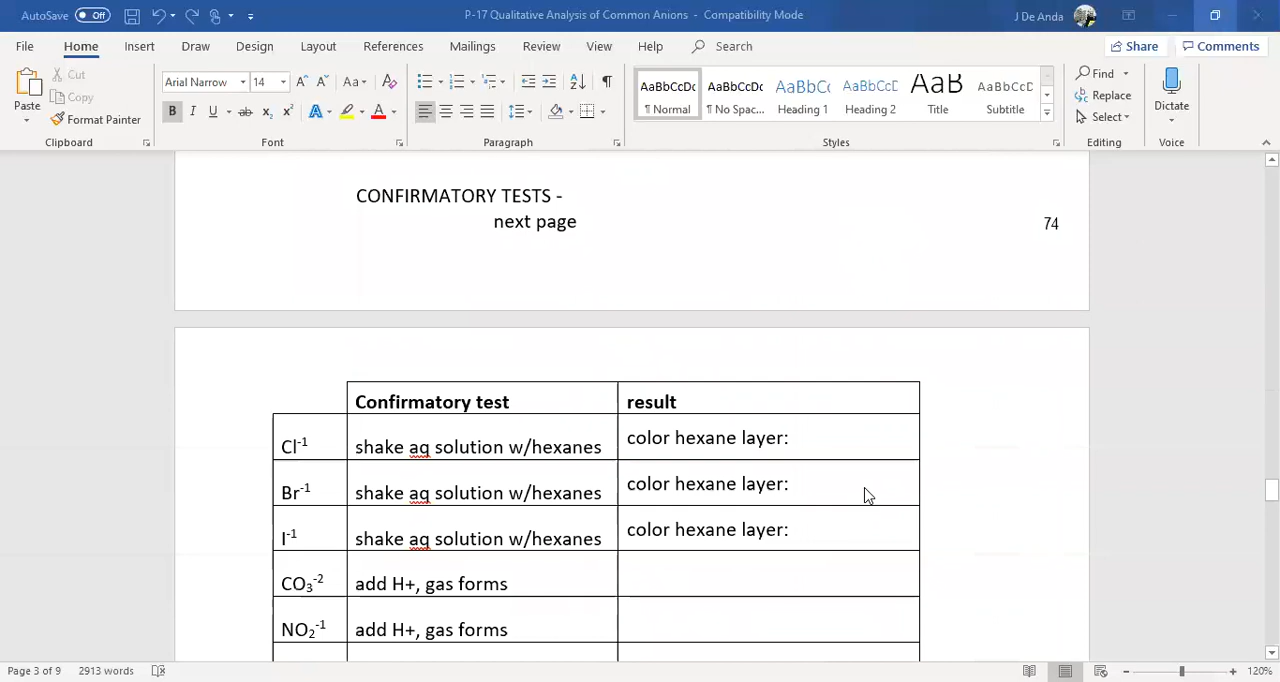 AutoSave Off P-17 Qualitative Analysis of Common Anions - Compatibility Mode J De Anda
File Home Insert Draw Design Layout References Mailings Review View Help Search Share Comments
Paste Cut Copy Format Painter
Arial Narrow 14 Aa
B I U ab x₂ x² A A
AaBbCcDc AaBbCcDc AaBbCc AaBbCcC AaB AaBbCcD
¶ Normal ¶ No Spac... Heading 1 Heading 2 Title Subtitle
Find Replace Select Dictate
Clipboard Font Paragraph Styles Editing Voice
CONFIRMATORY TESTS -
next page
74
Confirmatory test result
Cl⁻¹ shake aq solution w/hexanes color hexane layer:
Br⁻¹ shake aq solution w/hexanes color hexane layer:
I⁻¹ shake aq solution w/hexanes color hexane layer:
CO₃⁻² add H+, gas forms
NO₂⁻¹ add H+, gas forms
Page 3 of 9 2913 words 120%